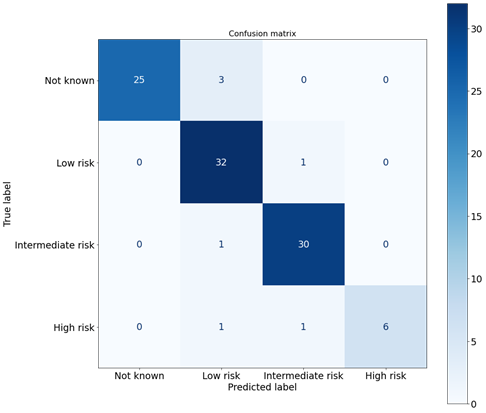 Confusion matrix
True label
Not known 25 3 0 0
Low risk 0 32 1 0
Intermediate risk 0 1 30 0
High risk 0 1 1 6
Not known Low risk Intermediate risk High risk
Predicted label
30
25
20
15
10
5
0